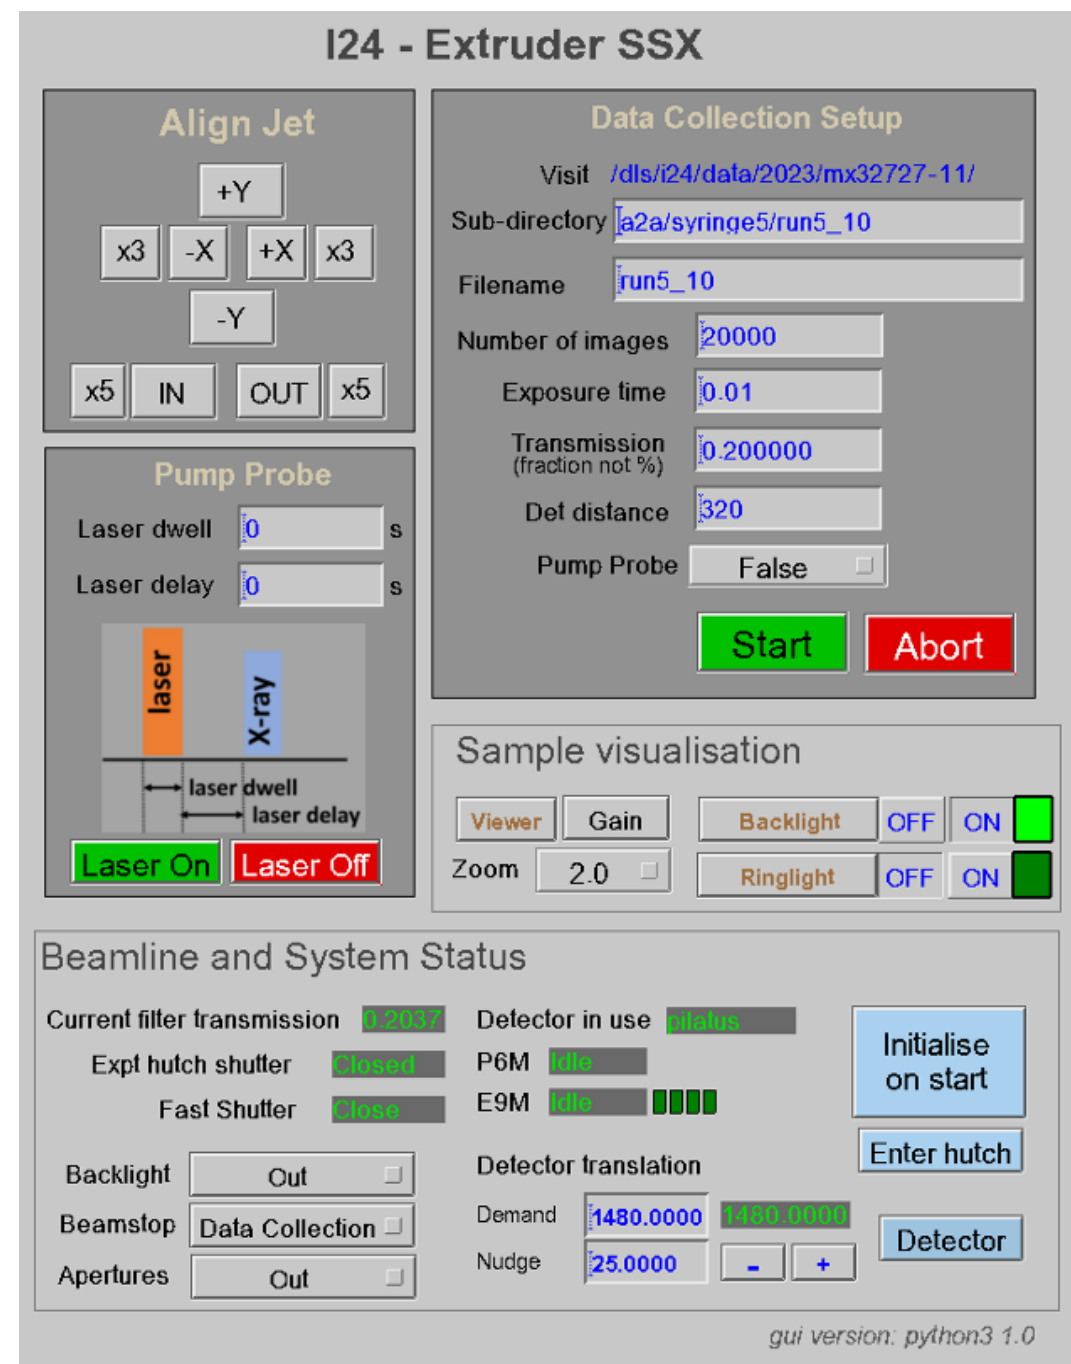 I24 - Extruder SSX
Align Jet
+Y
x3 -X +X x3
-Y
x5 IN OUT x5
Data Collection Setup
Visit /dls/i24/data/2023/mx32727-11/
Sub-directory a2a/syringe5/run5_10
Filename run5_10
Number of images 20000
Exposure time 0.01
Transmission 0.200000
(fraction not %)
Det distance 320
Pump Probe False
Start Abort
Pump Probe
Laser dwell 0 s
Laser delay 0 s
laser
X-ray
laser dwell
laser delay
Laser On Laser Off
Sample visualisation
Viewer Gain Backlight OFF ON
Zoom 2.0 Ringlight OFF ON
Beamline and System Status
Current filter transmission 0.2037
Expt hutch shutter Closed
Fast Shutter Close
Detector in use pilatus
P6M Idle
E9M Idle
Initialise
on start
Enter hutch
Backlight Out
Beamstop Data Collection
Apertures Out
Detector translation
Demand 1480.0000 1480.0000
Nudge 25.0000 - +
Detector
gui version: python3 1.0